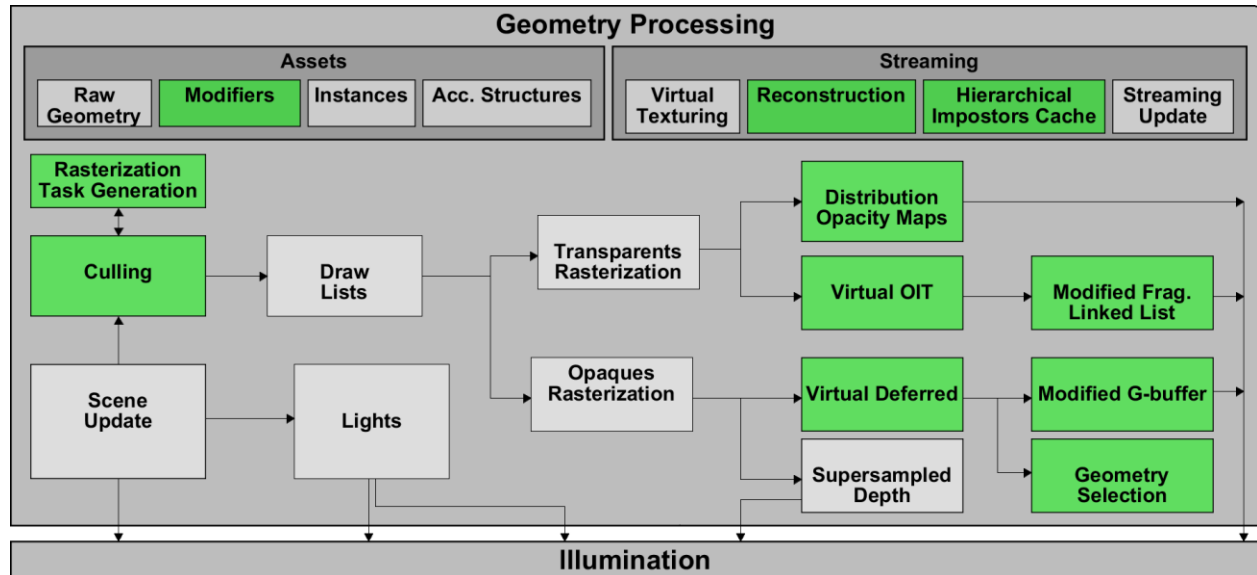 Geometry Processing
Assets
Streaming
Raw
Geometry
Modifiers
Instances
Acc. Structures
Virtual
Texturing
Reconstruction
Hierarchical
Impostors Cache
Streaming
Update
Rasterization
Task Generation
Culling
Draw
Lists
Transparents
Rasterization
Distribution
Opacity Maps
Virtual OIT
Modified Frag.
Linked List
Scene
Update
Lights
Opaques
Rasterization
Virtual Deferred
Modified G-buffer
Supersampled
Depth
Geometry
Selection
Illumination